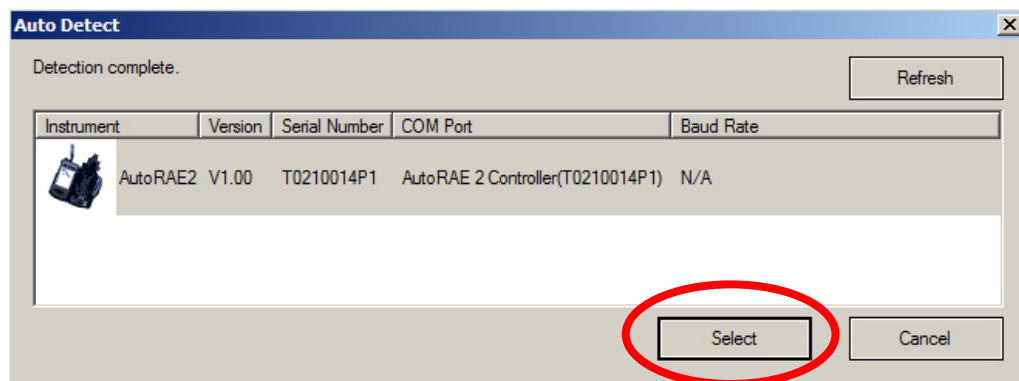 Auto Detect
Detection complete.
Refresh
Instrument Version Serial Number COM Port Baud Rate
AutoRAE2 V1.00 T0210014P1 AutoRAE 2 Controller(T0210014P1) N/A
Select Cancel